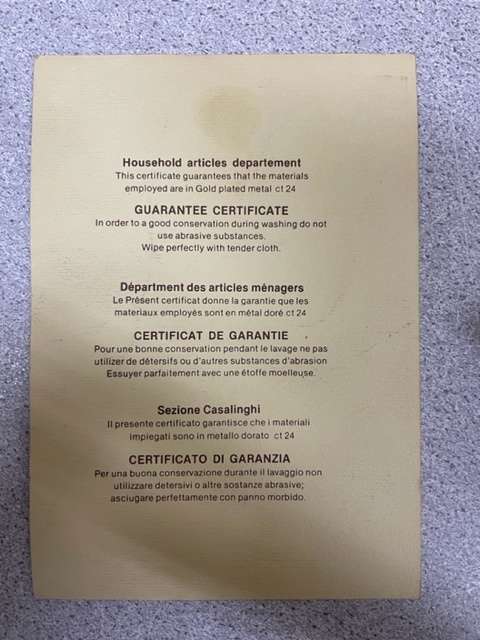 Household articles departement
This certificate guarantees that the materials
employed are in Gold plated metal ct 24
GUARANTEE CERTIFICATE
In order to a good conservation during washing do not
use abrasive substances.
Wipe perfectly with tender cloth.
Départment des articles mènagers
Le Prèsent certificat donne la garantie que les
materiaux employés sont en mètal doré ct 24
CERTIFICAT DE GARANTIE
Pour une bonne conservation pendant le lavage ne pas
utilizer de dètersifs ou d'autres substances d'abrasion
Essuyer parfaitement avec une étoffe moelleuse.
Sezione Casalinghi
Il presente certificato garantisce che i materiali
impiegati sono in metallo dorato ct 24
CERTIFICATO DI GARANZIA
Per una buona conservazione durante il lavaggio non
utilizzare detersivi o altre sostanze abrasive;
asciugare perfettamente con panno morbido.